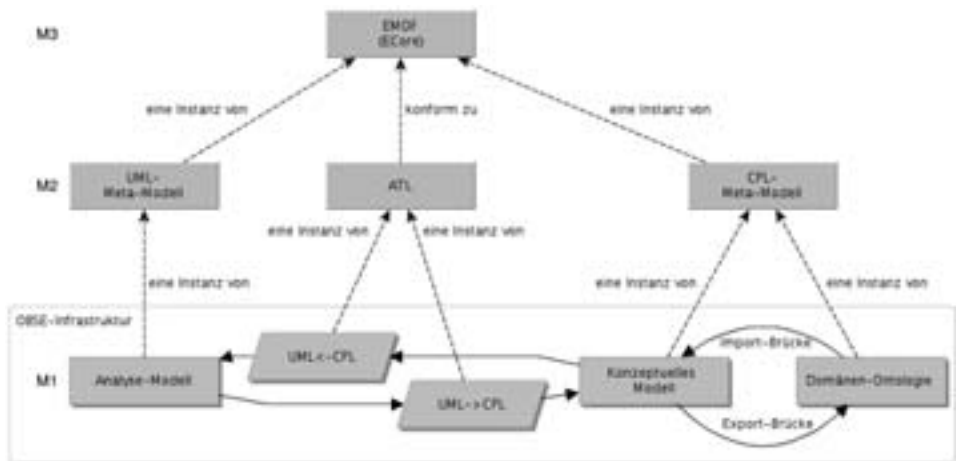 M3
EMOF
(ECore)
eine Instanz von
konform zu
eine Instanz von
M2
UML-
Meta-Modell
ATL
CPL-
Meta-Modell
eine Instanz von
eine Instanz von
eine Instanz von
eine Instanz von
eine Instanz von
OBSE-Infrastruktur
M1
Analyse-Modell
UML<-CPL
UML->CPL
Konzeptuelles
Modell
Import-Brücke
Domänen-Ontologie
Export-Brücke